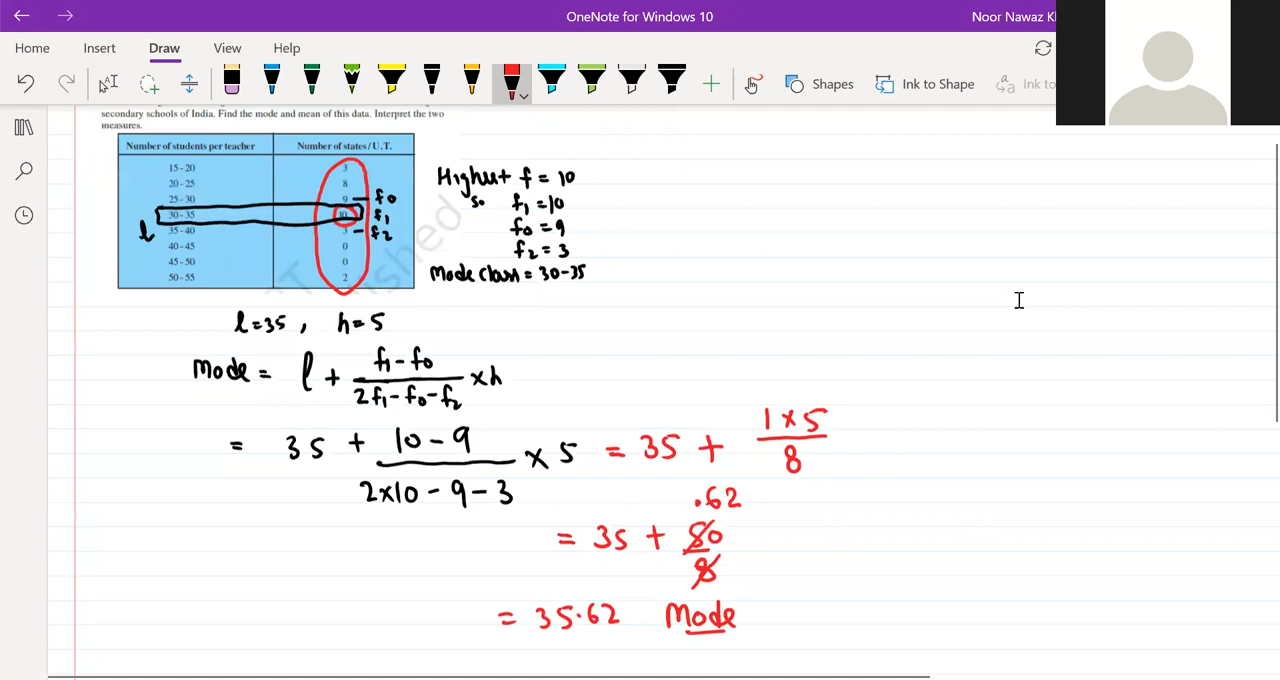 OneNote for Windows 10
Noor Nawaz
Home Insert Draw View Help
Shapes Ink to Shape Ink to
secondary schools of India. Find the mode and mean of this data. Interpret the two
measures.
Number of students per teacher Number of states / U.T.
15 - 20 3
20 - 25 8
25 - 30 9 – f0
30 - 35 10 f1
l
35 - 40 3 – f2
40 - 45 0
45 - 50 0
50 - 55 2
Highest f = 10
so f1 = 10
f0 = 9
f2 = 3
Mode class = 30-35
l = 35 , h = 5
Mode = l + f1 - f0 / 2f1 - f0 - f2 × h
= 35 + 10 - 9 / 2×10 - 9 - 3 × 5 = 35 + 1 × 5 / 8
.62
= 35 + 50 / 8
= 35.62 Mode